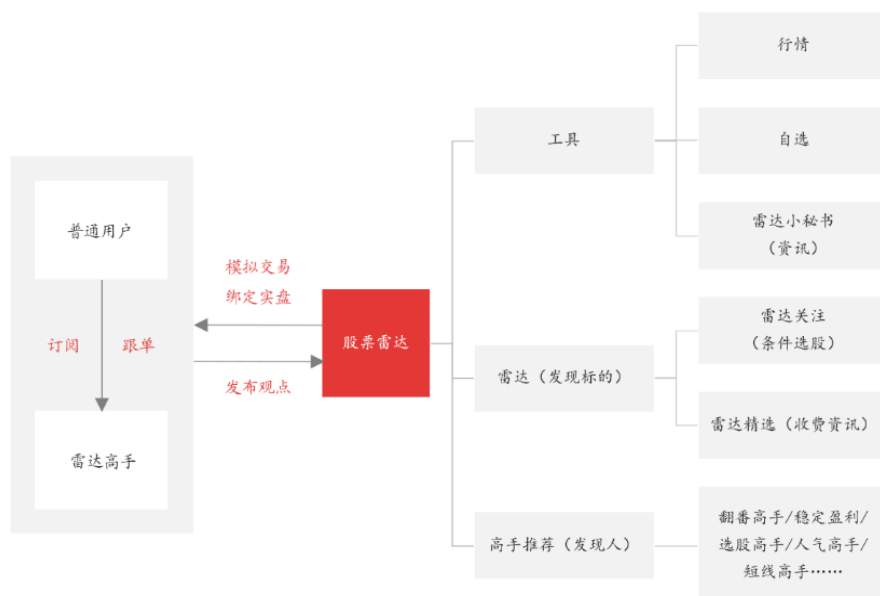 普通用户
订阅
跟单
雷达高手
模拟交易
绑定实盘
发布观点
股票雷达
工具
行情
自选
雷达小秘书
（资讯）
雷达（发现标的）
雷达关注
（条件选股）
雷达精选（收费资讯）
高手推荐（发现人）
翻番高手/稳定盈利/
选股高手/人气高手/
短线高手……